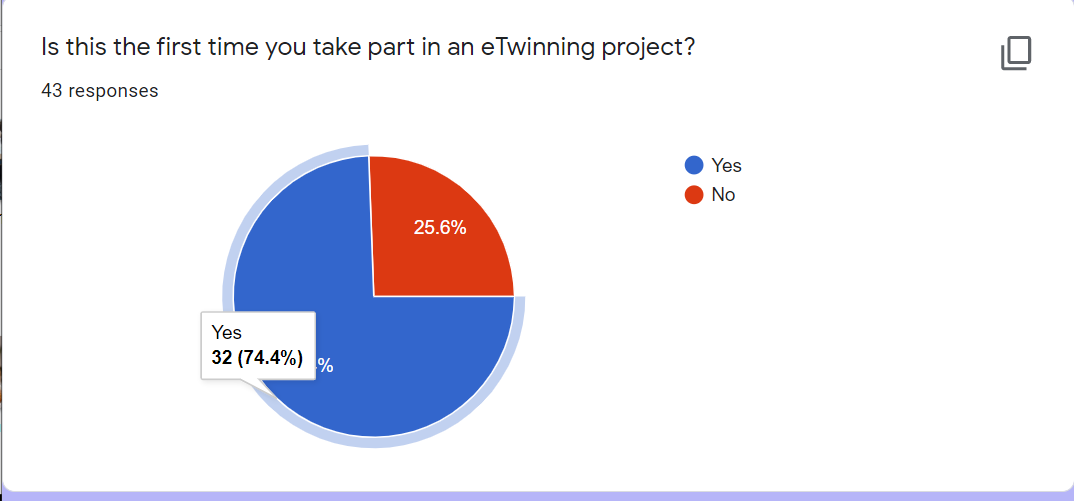 Is this the first time you take part in an eTwinning project?
43 responses
Yes
No
25.6%
Yes
32 (74.4%)
%